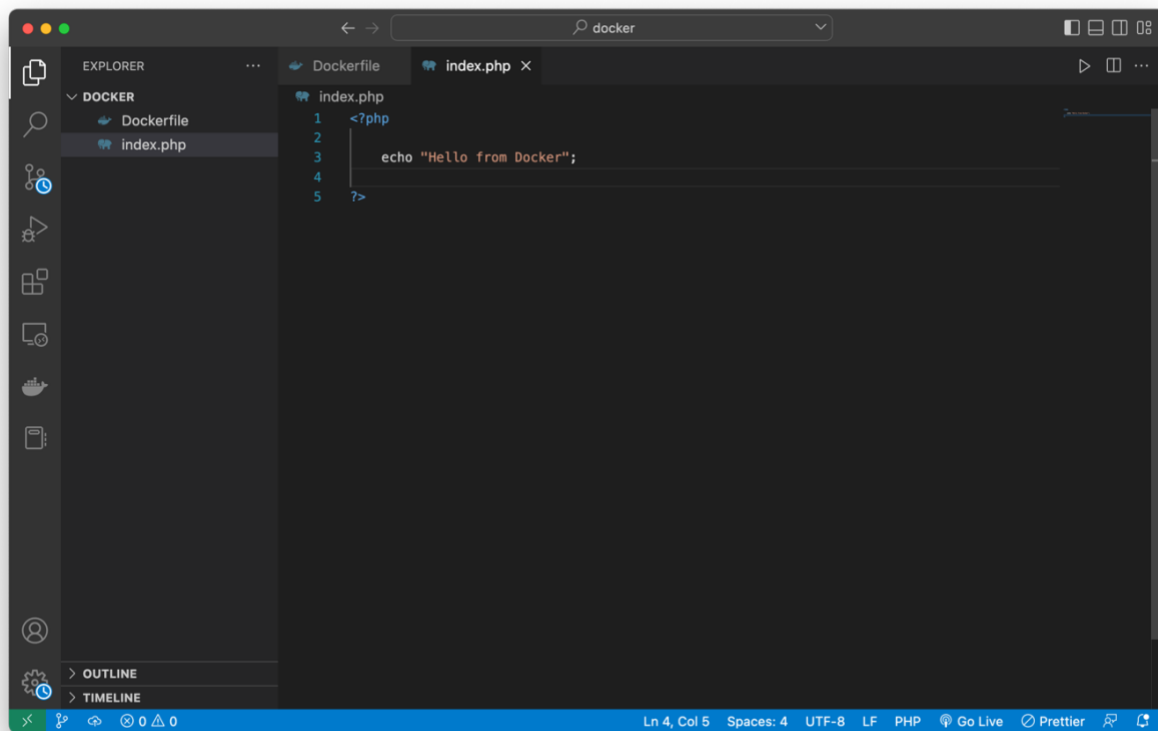 docker
EXPLORER
DOCKER
Dockerfile
index.php
OUTLINE
TIMELINE
Dockerfile index.php
index.php
1 <?php
2
3 echo "Hello from Docker";
4
5 ?>
0 0 Ln 4, Col 5 Spaces: 4 UTF-8 LF PHP Go Live Prettier